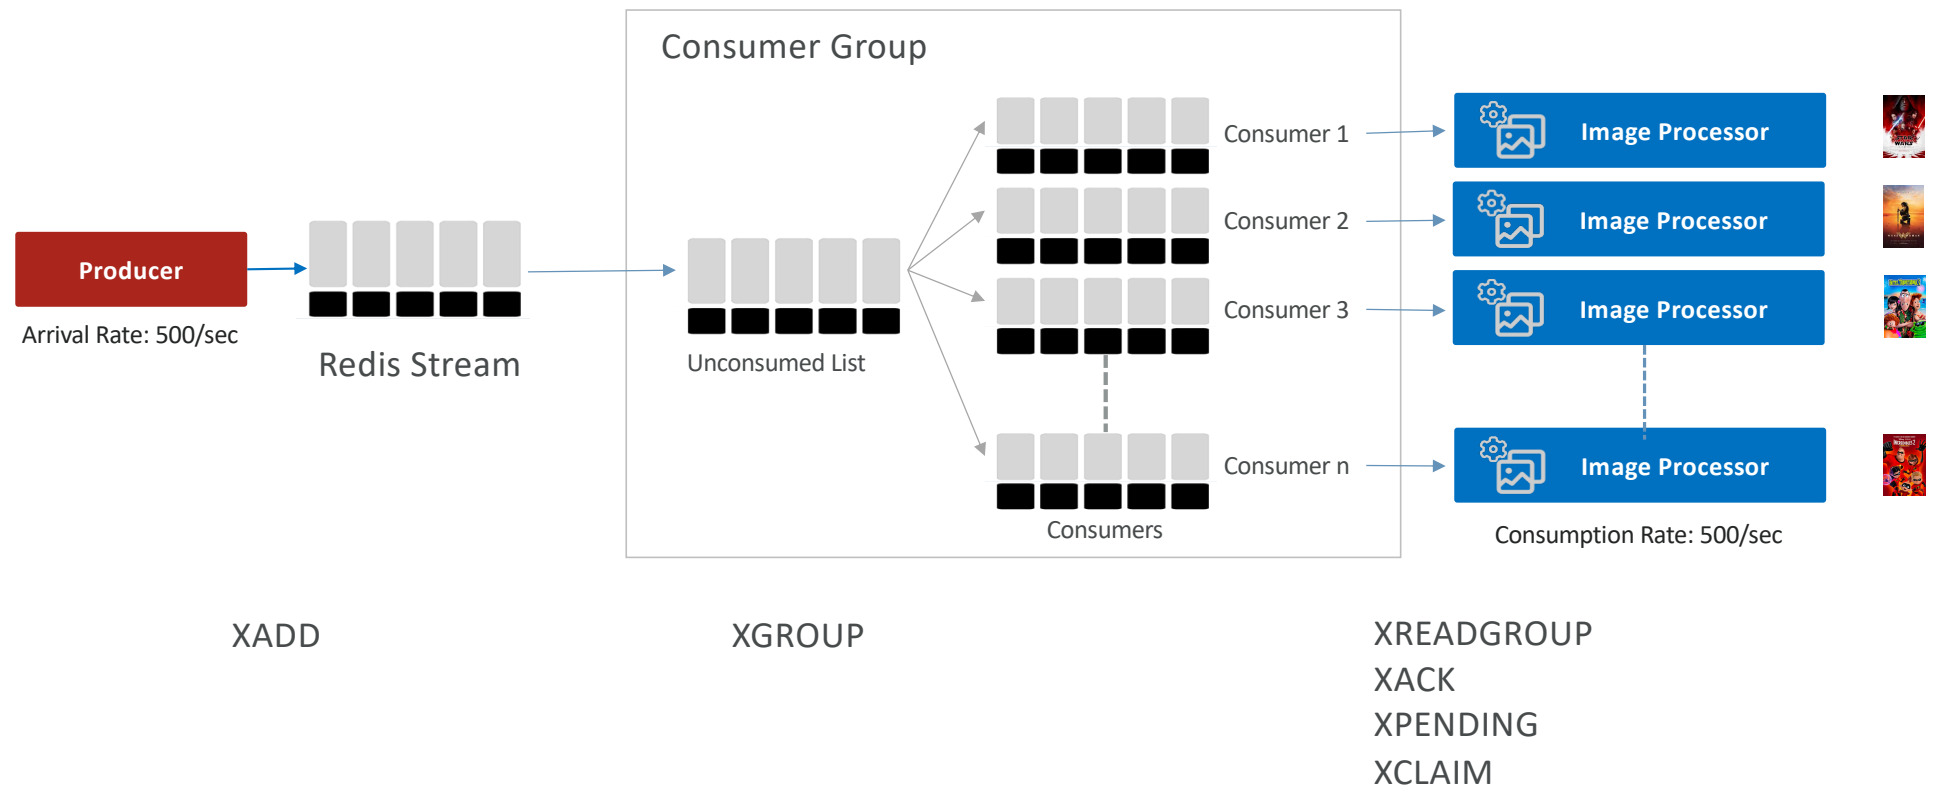 Consumer Group
Consumer 1
Image Processor
Consumer 2
Image Processor
Producer
Consumer 3
Image Processor
Arrival Rate: 500/sec
Redis Stream
Unconsumed List
Consumer n
Image Processor
Consumers
Consumption Rate: 500/sec
XADD
XGROUP
XREADGROUP
XACK
XPENDING
XCLAIM